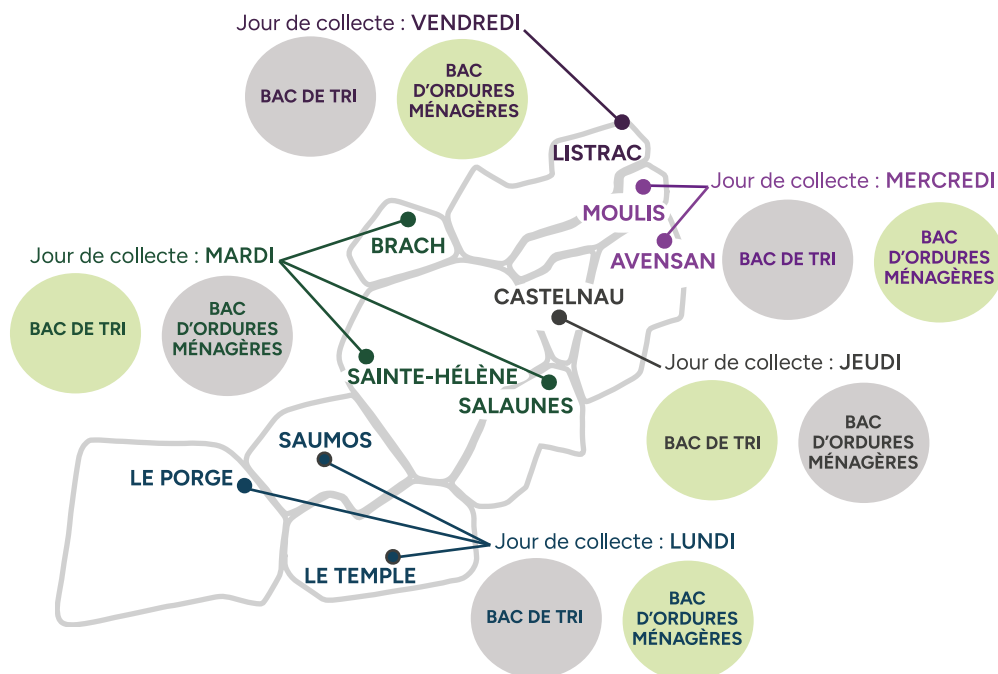 Jour de collecte : VENDREDI
BAC DE TRI
BAC
D'ORDURES
MÉNAGÈRES
LISTRAC
Jour de collecte : MERCREDI
MOULIS
AVENSAN
BAC DE TRI
BAC
D'ORDURES
MÉNAGÈRES
Jour de collecte : MARDI
BRACH
BAC DE TRI
BAC
D'ORDURES
MÉNAGÈRES
SAINTE-HÉLÈNE
SALAUNES
CASTELNAU
Jour de collecte : JEUDI
BAC DE TRI
BAC
D'ORDURES
MÉNAGÈRES
SAUMOS
LE PORGE
LE TEMPLE
Jour de collecte : LUNDI
BAC DE TRI
BAC
D'ORDURES
MÉNAGÈRES